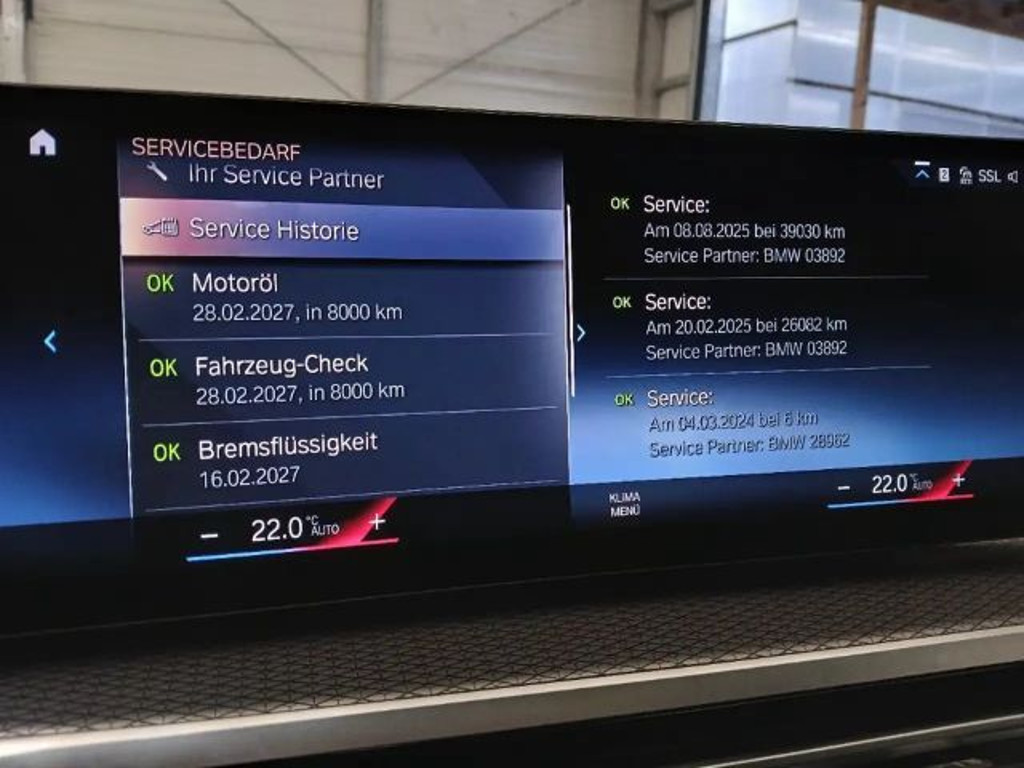 SERVICEBEDARF
Ihr Service Partner
Service Historie
OK Motoröl
28.02.2027, in 8000 km
OK Fahrzeug-Check
28.02.2027, in 8000 km
OK Bremsflüssigkeit
16.02.2027
2 SSL
OK Service:
Am 08.08.2025 bei 39030 km
Service Partner: BMW 03892
OK Service:
Am 20.02.2025 bei 26082 km
Service Partner: BMW 03892
OK Service:
Am 04.03.2024 bei 6 km
Service Partner: BMW 28962
− 22.0 °C AUTO +
KLIMA
MENÜ
− 22.0 °C AUTO +